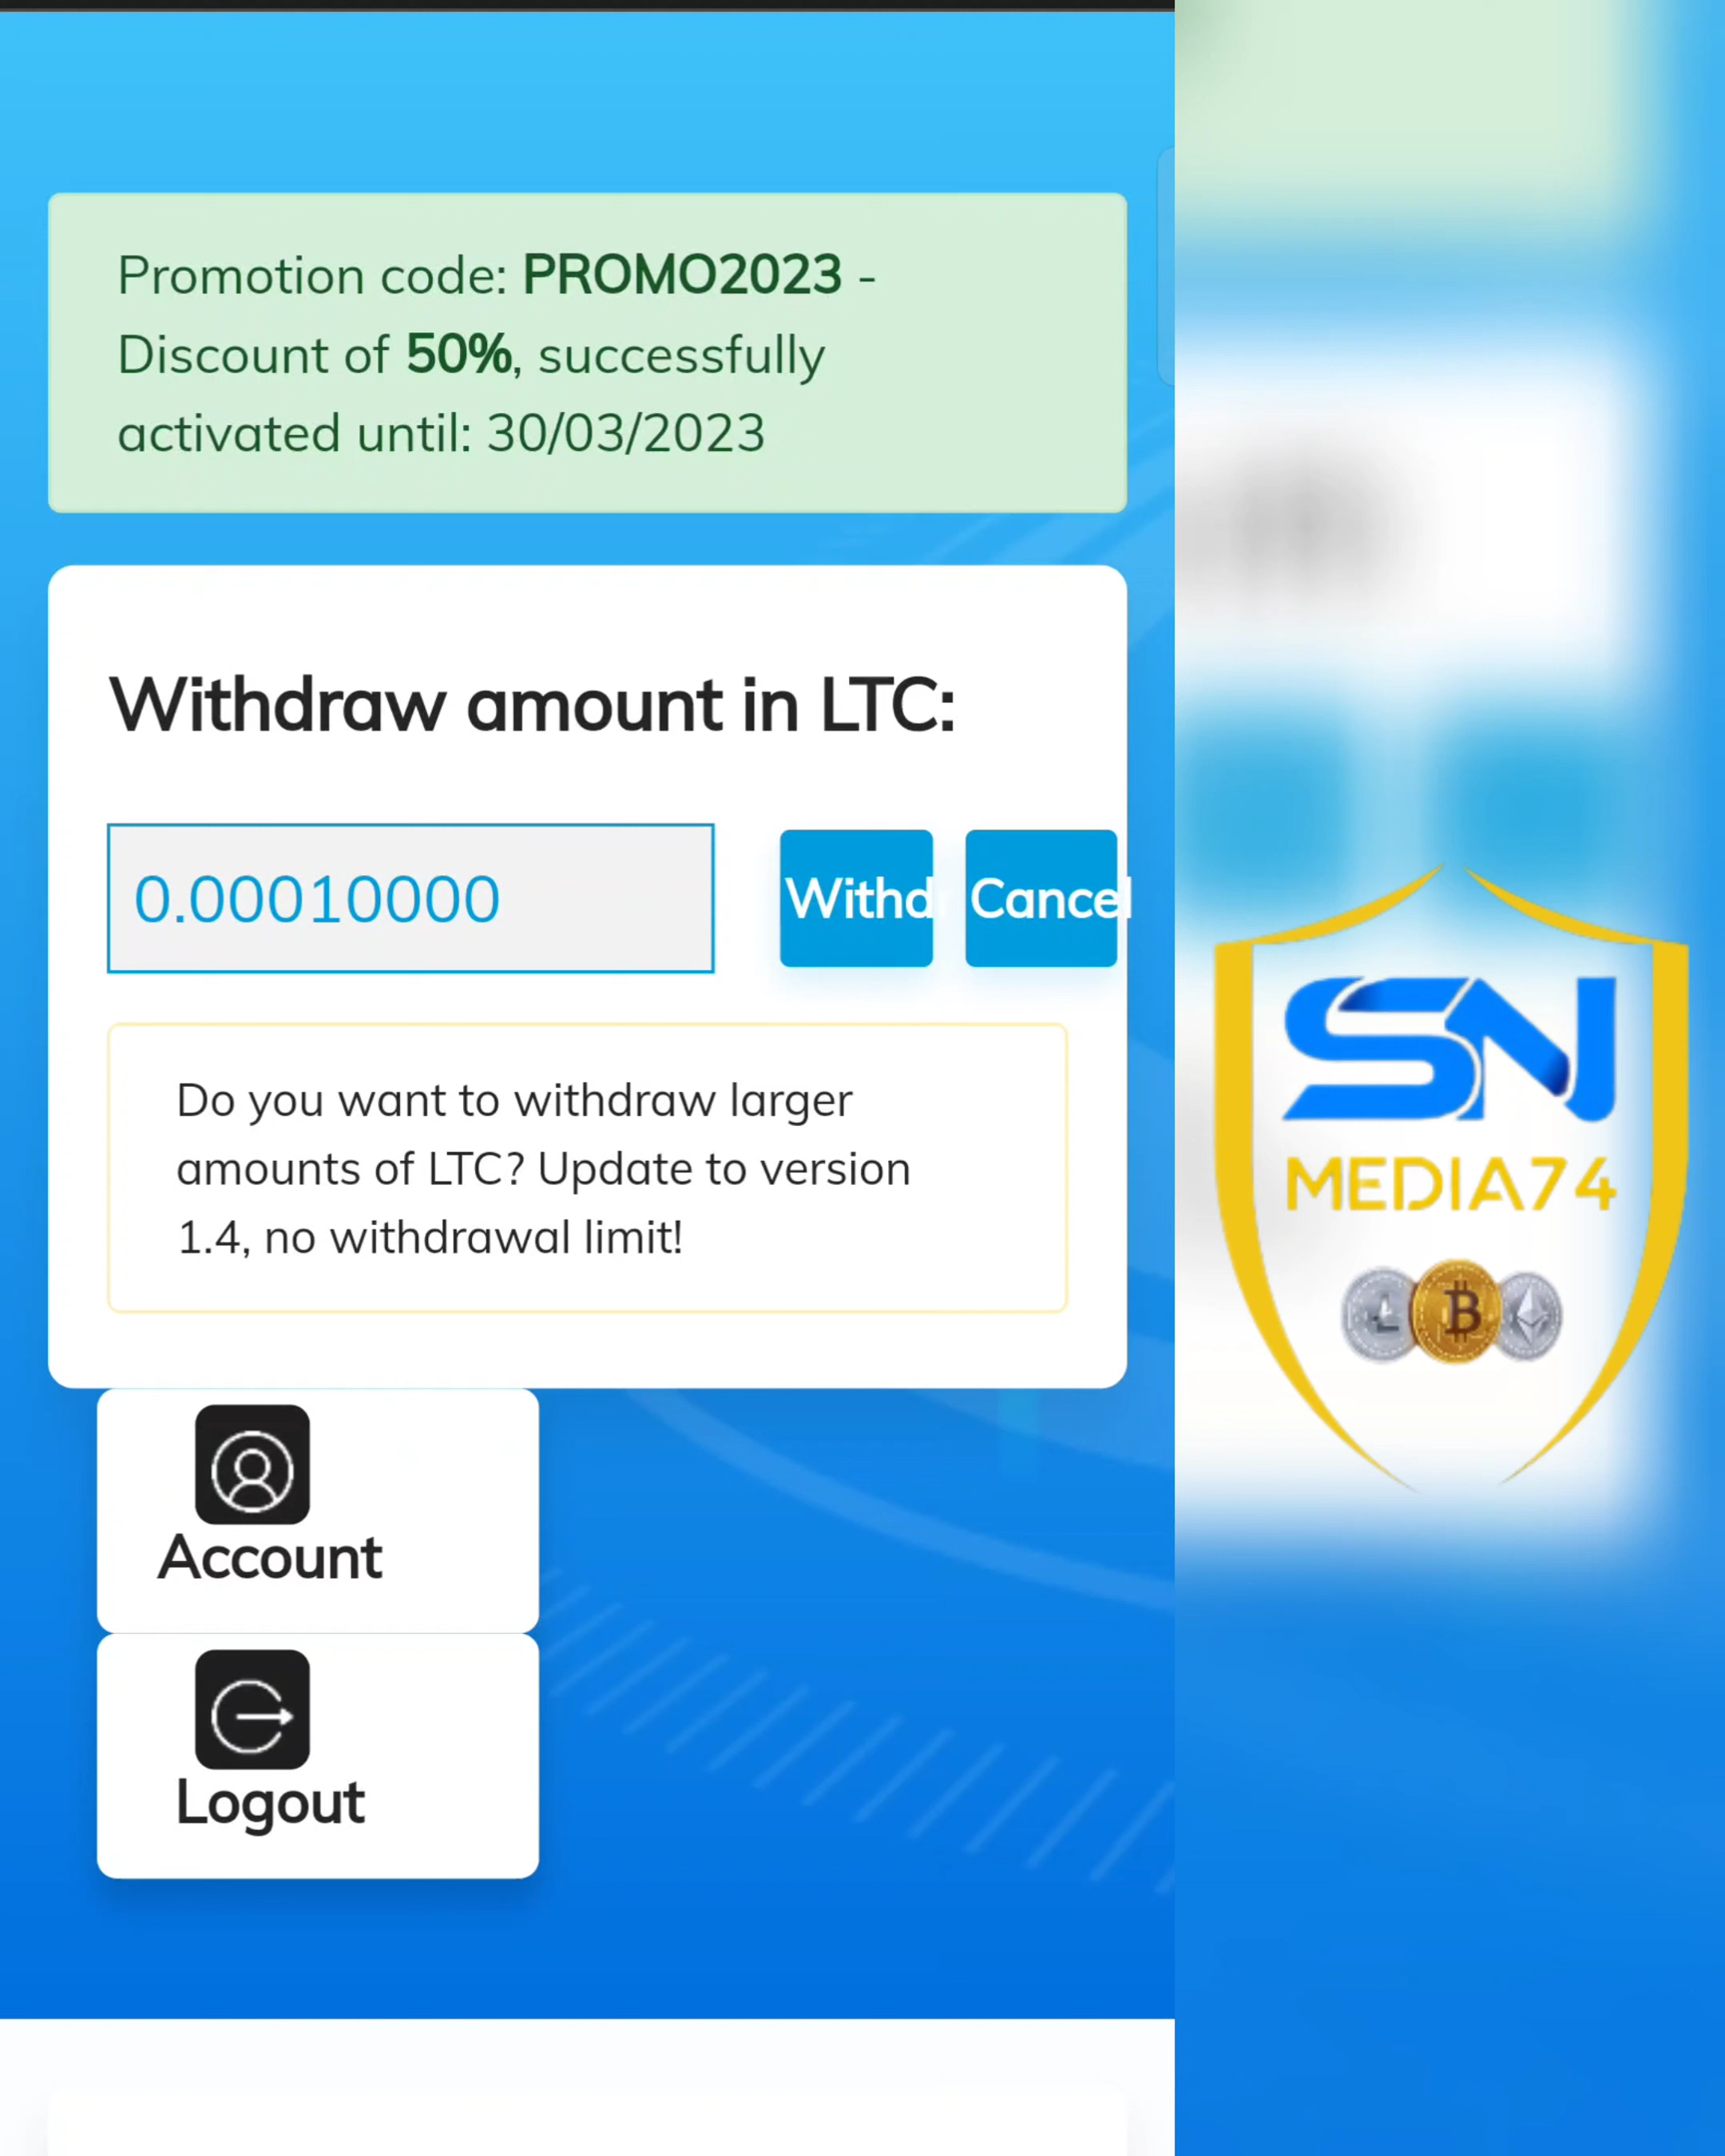 Promotion code: PROMO2023 -
Discount of 50%, successfully
activated until: 30/03/2023
Withdraw amount in LTC:
0.00010000
Withdr
Cancel
Do you want to withdraw larger
amounts of LTC? Update to version
1.4, no withdrawal limit!
Account
Logout
SN
MEDIA74